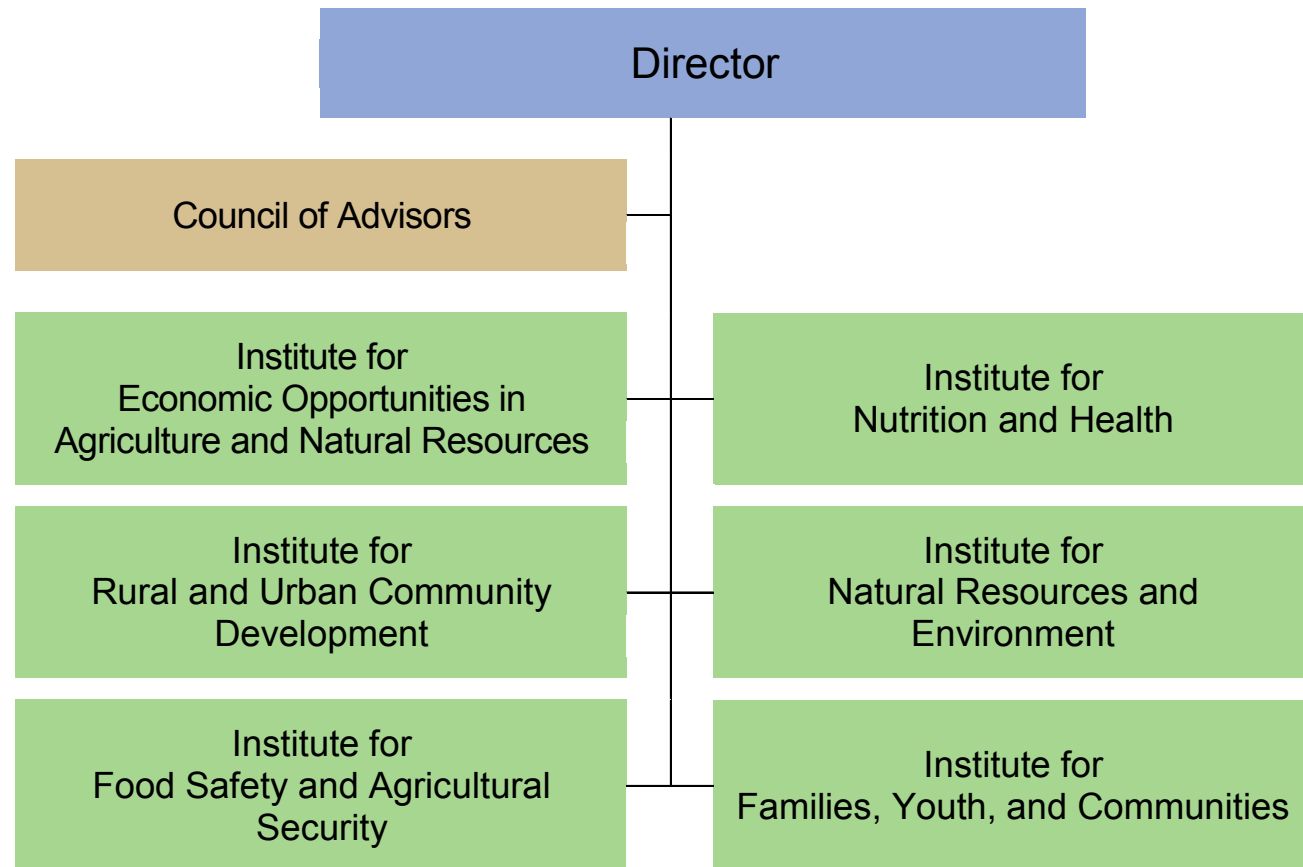 Director
Council of Advisors
Institute for
Economic Opportunities in
Agriculture and Natural Resources
Institute for
Nutrition and Health
Institute for
Rural and Urban Community
Development
Institute for
Natural Resources and
Environment
Institute for
Food Safety and Agricultural
Security
Institute for
Families, Youth, and Communities